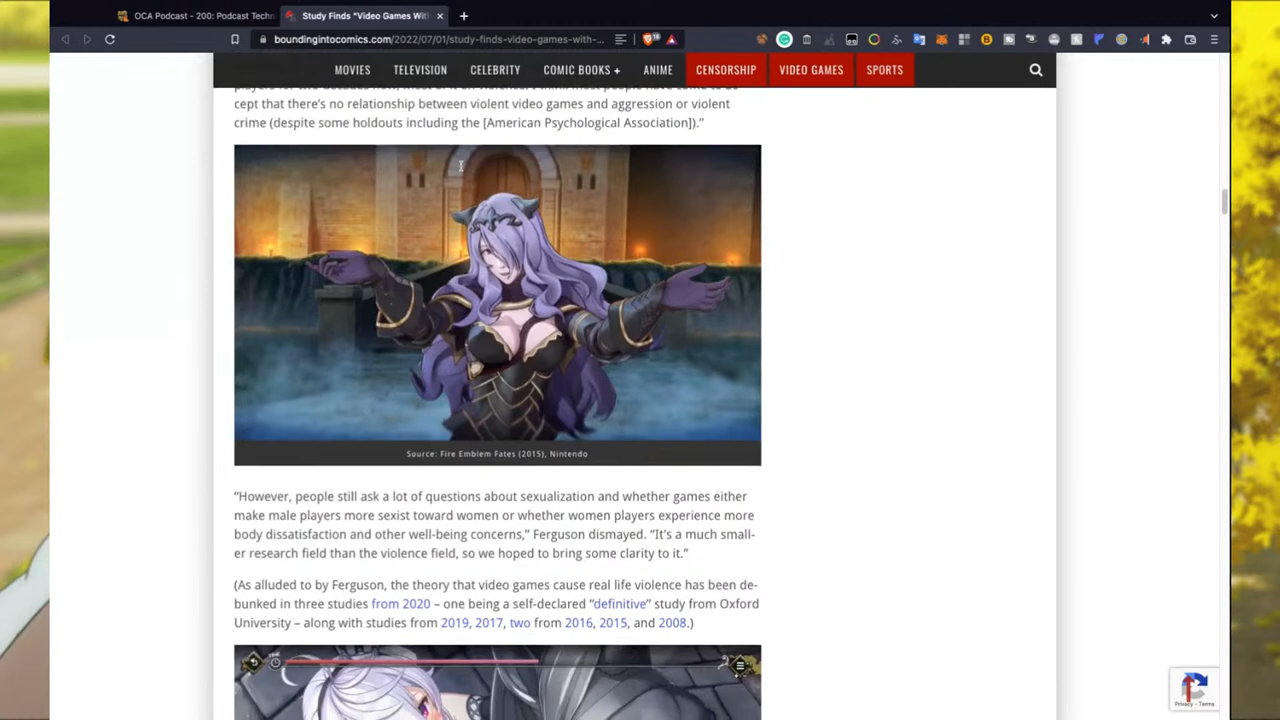 OCA Podcast - 200: Podcast Techn
Study Finds "Video Games With
boundingintocomics.com/2022/07/01/study-finds-video-games-with-...
18
MOVIES TELEVISION CELEBRITY COMIC BOOKS + ANIME CENSORSHIP VIDEO GAMES SPORTS
cept that there's no relationship between violent video games and aggression or violent
crime (despite some holdouts including the [American Psychological Association])."
Source: Fire Emblem Fates (2015), Nintendo
"However, people still ask a lot of questions about sexualization and whether games either
make male players more sexist toward women or whether women players experience more
body dissatisfaction and other well-being concerns," Ferguson dismayed. "It's a much small-
er research field than the violence field, so we hoped to bring some clarity to it."
(As alluded to by Ferguson, the theory that video games cause real life violence has been de-
bunked in three studies from 2020 – one being a self-declared "definitive" study from Oxford
University – along with studies from 2019, 2017, two from 2016, 2015, and 2008.)
Privacy - Terms